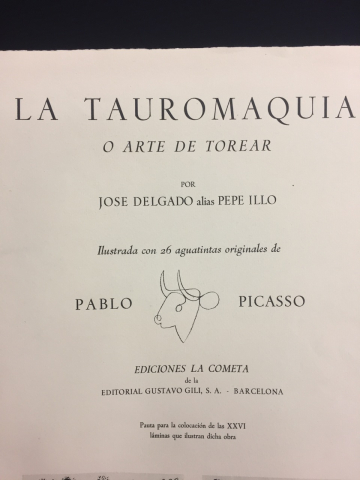 LA TAUROMAQUIA
O ARTE DE TOREAR
POR
JOSE DELGADO alias PEPE ILLO
Ilustrada con 26 aguatintas originales de
PABLO PICASSO
EDICIONES LA COMETA
de la
EDITORIAL GUSTAVO GILI, S. A. - BARCELONA
Pauta para la colocación de las XXVI
láminas que ilustran dicha obra